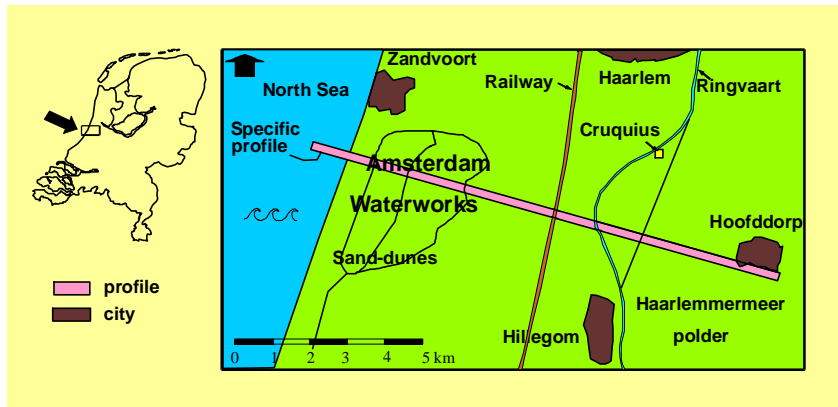 Zandvoort
North Sea
Railway
Haarlem
Ringvaart
Specific
profile
Cruquius
Amsterdam
Waterworks
Hoofddorp
Sand-dunes
profile
city
Haarlemmermeer
polder
Hillegom
0 1 2 3 4 5 km